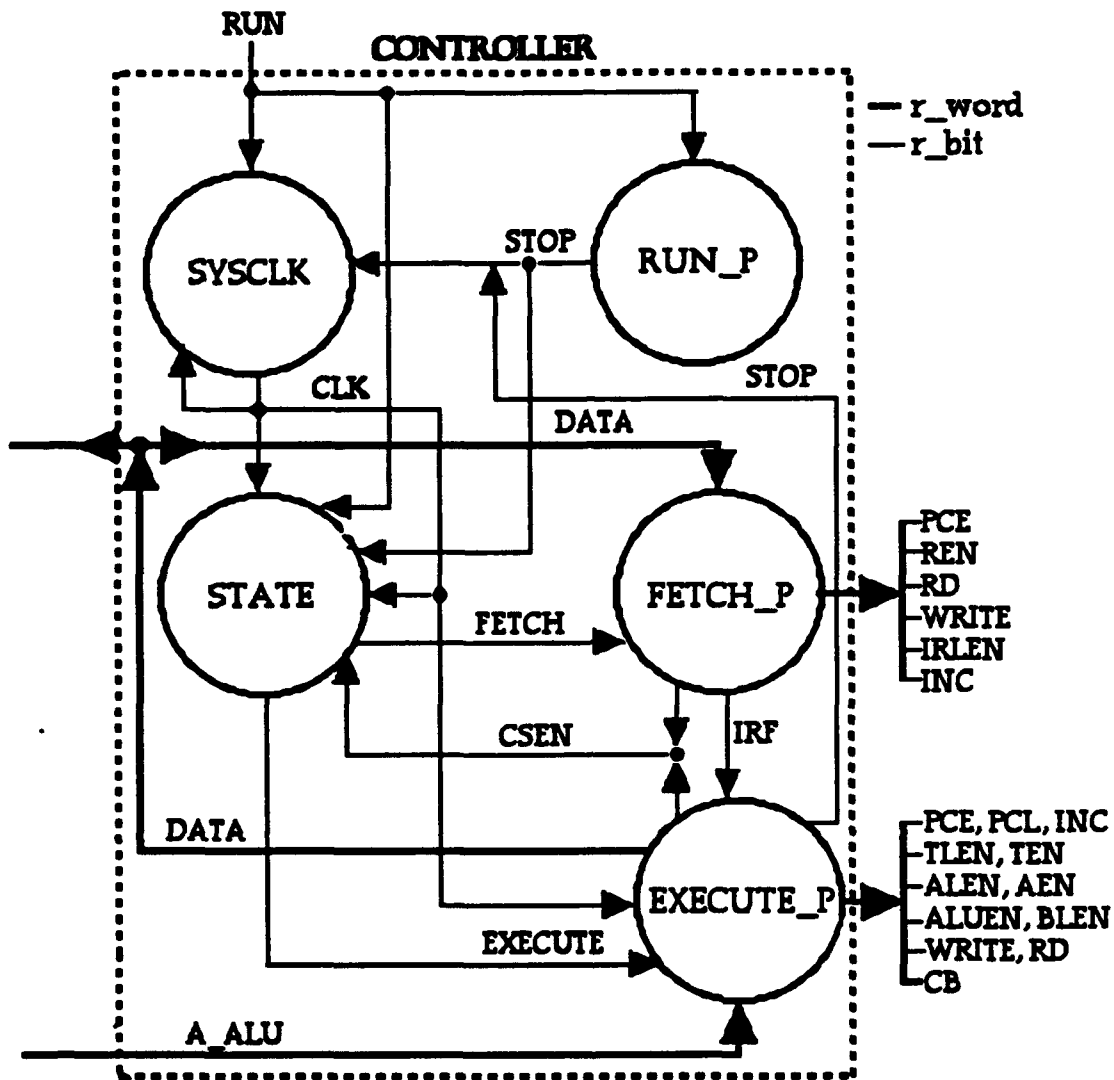 RUN
CONTROLLER
r_word
r_bit
STOP
SYSCLK
RUN_P
STOP
CLK
DATA
STATE
FETCH_P
FETCH
PCE
REN
RD
WRITE
IRLEN
INC
CSEN
IRF
DATA
EXECUTE_P
EXECUTE
PCE, PCL, INC
TLEN, TEN
ALEN, AEN
ALUEN, BLEN
WRITE, RD
CB
A_ALU